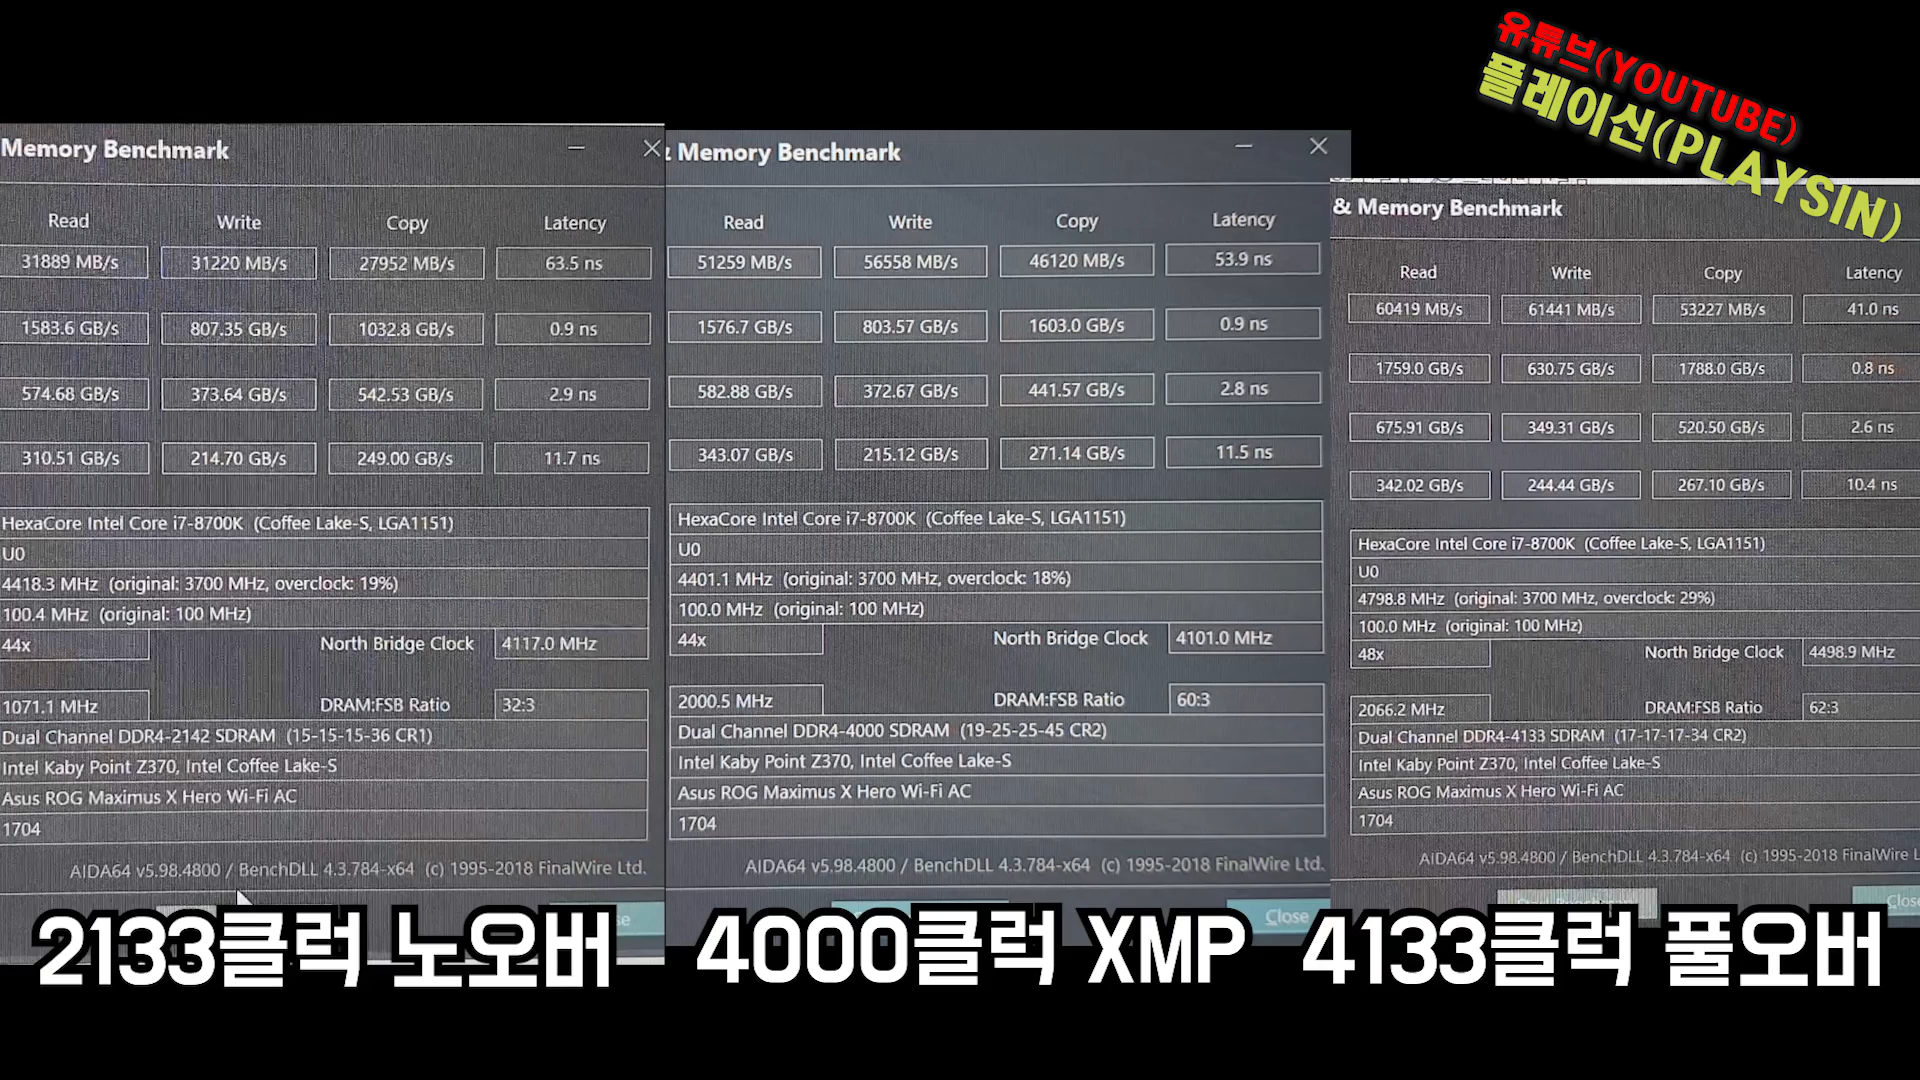 유튜브(YOUTUBE)
플레이신(PLAYSIN)
Memory Benchmark
Read Write Copy Latency
31889 MB/s 31220 MB/s 27952 MB/s 63.5 ns
1583.6 GB/s 807.35 GB/s 1032.8 GB/s 0.9 ns
574.68 GB/s 373.64 GB/s 542.53 GB/s 2.9 ns
310.51 GB/s 214.70 GB/s 249.00 GB/s 11.7 ns
HexaCore Intel Core i7-8700K (Coffee Lake-S, LGA1151)
U0
4418.3 MHz (original: 3700 MHz, overclock: 19%)
100.4 MHz (original: 100 MHz)
44x North Bridge Clock 4117.0 MHz
1071.1 MHz DRAM:FSB Ratio 32:3
Dual Channel DDR4-2142 SDRAM (15-15-15-36 CR1)
Intel Kaby Point Z370, Intel Coffee Lake-S
Asus ROG Maximus X Hero Wi-Fi AC
1704
AIDA64 v5.98.4800 / BenchDLL 4.3.784-x64 (c) 1995-2018 FinalWire Ltd.
2133클럭 노오버
& Memory Benchmark
Read Write Copy Latency
51259 MB/s 56558 MB/s 46120 MB/s 53.9 ns
1576.7 GB/s 803.57 GB/s 1603.0 GB/s 0.9 ns
582.88 GB/s 372.67 GB/s 441.57 GB/s 2.8 ns
343.07 GB/s 215.12 GB/s 271.14 GB/s 11.5 ns
HexaCore Intel Core i7-8700K (Coffee Lake-S, LGA1151)
U0
4401.1 MHz (original: 3700 MHz, overclock: 18%)
100.0 MHz (original: 100 MHz)
44x North Bridge Clock 4101.0 MHz
2000.5 MHz DRAM:FSB Ratio 60:3
Dual Channel DDR4-4000 SDRAM (19-25-25-45 CR2)
Intel Kaby Point Z370, Intel Coffee Lake-S
Asus ROG Maximus X Hero Wi-Fi AC
1704
AIDA64 v5.98.4800 / BenchDLL 4.3.784-x64 (c) 1995-2018 FinalWire Ltd.
Close
4000클럭 XMP
& Memory Benchmark
Read Write Copy Latency
60419 MB/s 61441 MB/s 53227 MB/s 41.0 ns
1759.0 GB/s 630.75 GB/s 1788.0 GB/s 0.8 ns
675.91 GB/s 349.31 GB/s 520.50 GB/s 2.6 ns
342.02 GB/s 244.44 GB/s 267.10 GB/s 10.4 ns
HexaCore Intel Core i7-8700K (Coffee Lake-S, LGA1151)
U0
4798.8 MHz (original: 3700 MHz, overclock: 29%)
100.0 MHz (original: 100 MHz)
48x North Bridge Clock 4498.9 MHz
2066.2 MHz DRAM:FSB Ratio 62:3
Dual Channel DDR4-4133 SDRAM (17-17-17-34 CR2)
Intel Kaby Point Z370, Intel Coffee Lake-S
Asus ROG Maximus X Hero Wi-Fi AC
1704
AIDA64 v5.98.4800 / BenchDLL 4.3.784-x64 (c) 1995-2018 FinalWire L
Close
4133클럭 풀오버